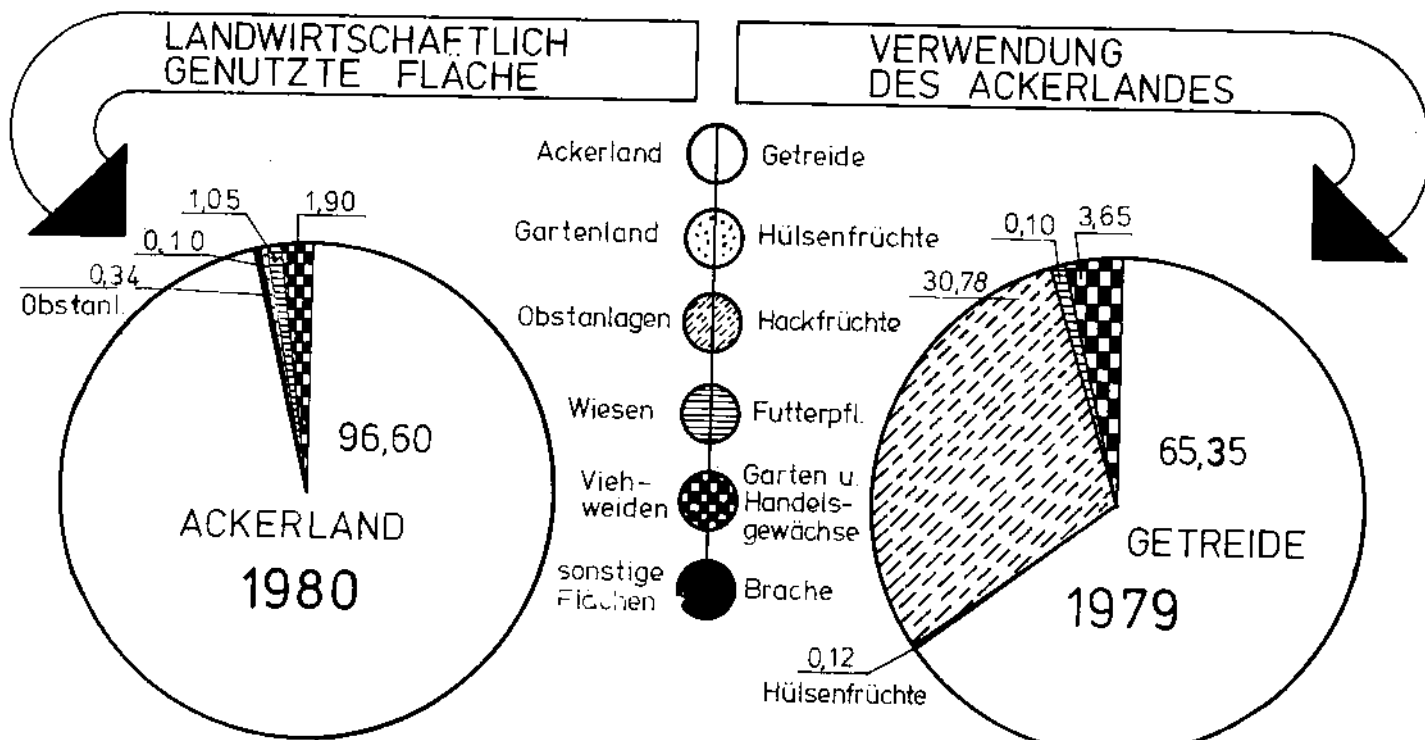 LANDWIRTSCHAFTLICH
GENUTZTE FLÄCHE
VERWENDUNG
DES ACKERLANDES
Ackerland
Getreide
Gartenland
Hülsenfrüchte
Obstanlagen
Hackfrüchte
Wiesen
Futterpfl.
Vieh-
weiden
Garten u.
Handels-
gewächse
sonstige
Flächen
Brache
1,05
1,90
0,10
0,34
Obstanl.
96,60
ACKERLAND
1980
0,10
3,65
30,78
65,35
GETREIDE
1979
0,12
Hülsenfrüchte